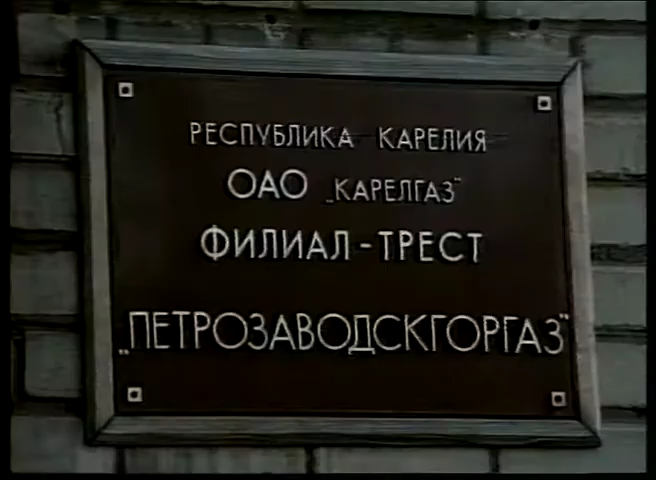 РЕСПУБЛИКА КАРЕЛИЯ
ОАО „КАРЕЛГАЗ"
ФИЛИАЛ-ТРЕСТ
„ПЕТРОЗАВОДСКГОРГАЗ"